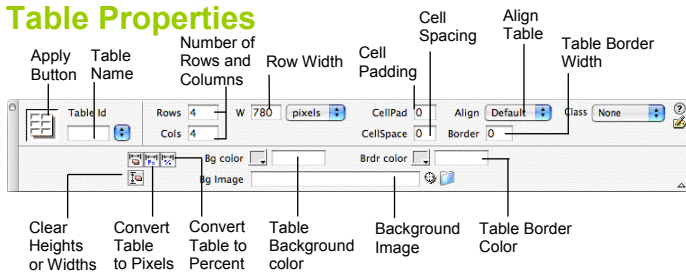 Table Properties
Apply Button
Table Name
Number of Rows and Columns
Row Width
Cell Padding
Cell Spacing
Align Table
Table Border Width
Table Id
Rows 4 W 780 pixels CellPad 0 Align Default Class None
Cols 4 CellSpace 0 Border 0
Px %
Bg color Brdr color
Bg Image
Clear Heights or Widths
Convert Table to Pixels
Convert Table to Percent
Table Background color
Background Image
Table Border Color